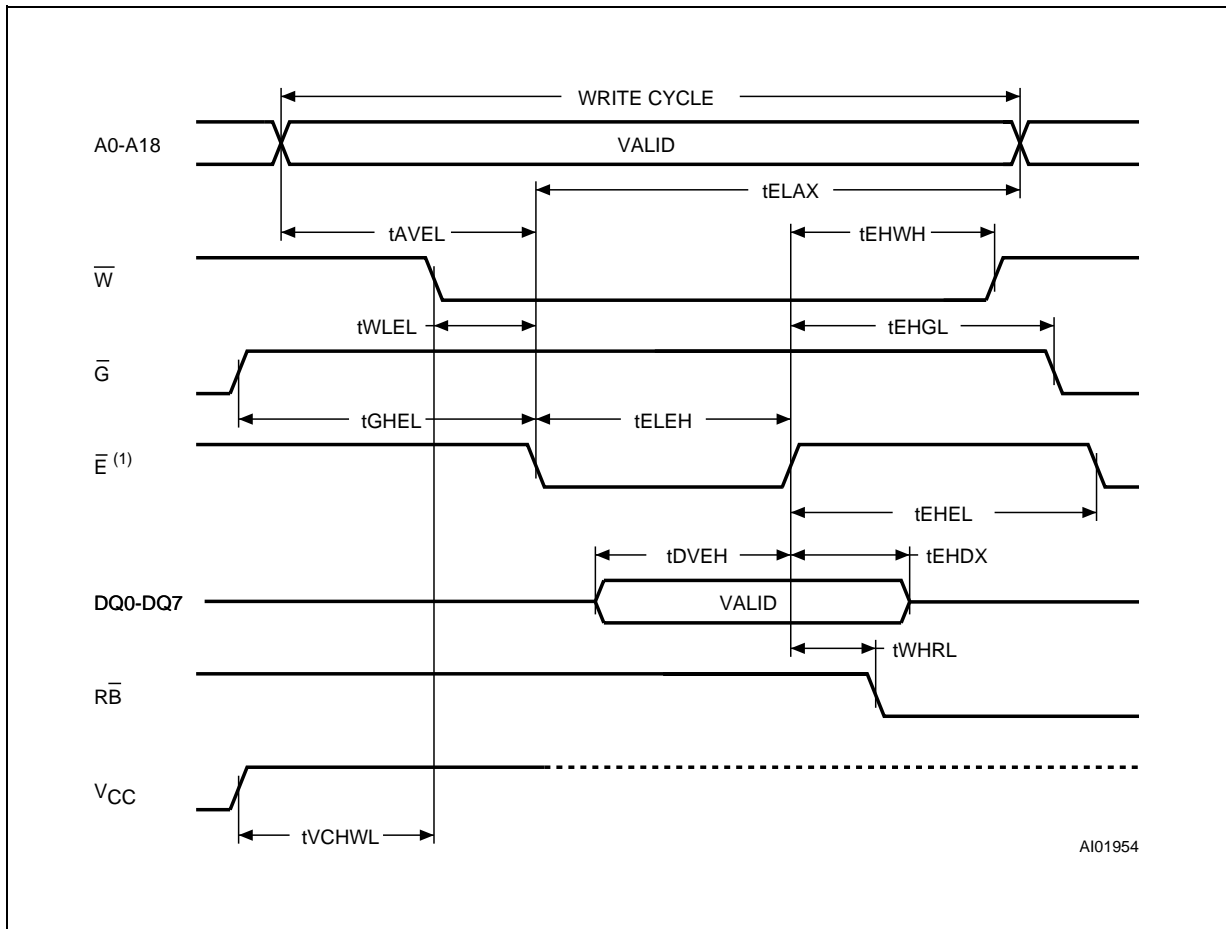 WRITE CYCLE
A0-A18
VALID
tELAX
tAVEL
tEHWH
W̅
tWLEL
tEHGL
G̅
tGHEL
tELEH
E̅ (1)
tEHEL
tDVEH
tEHDX
DQ0-DQ7
VALID
tWHRL
RB̅
VCC
tVCHWL
AI01954